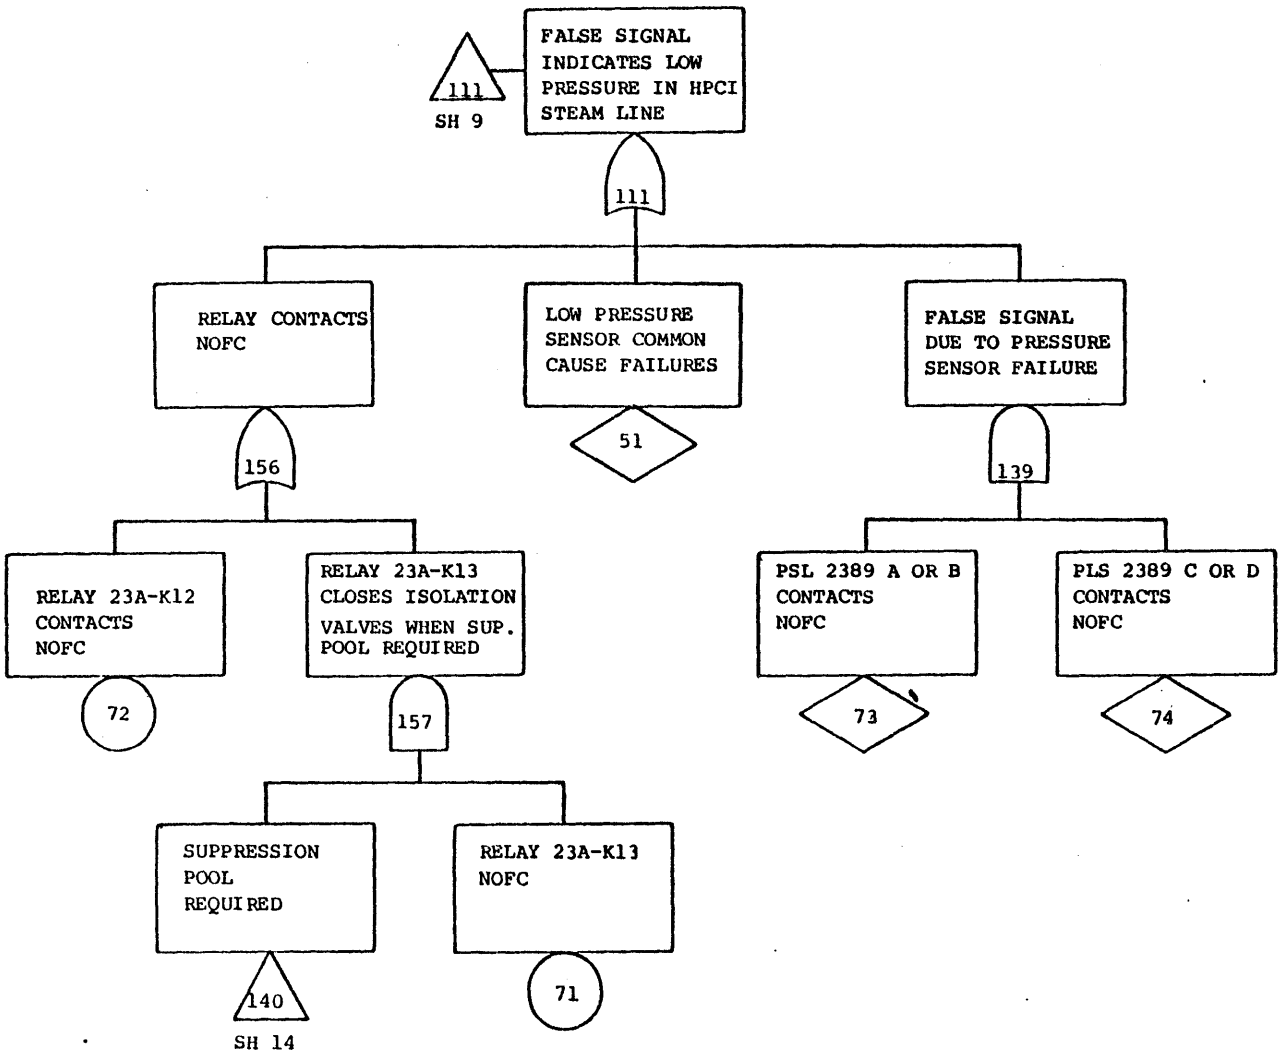 FALSE SIGNAL
INDICATES LOW
PRESSURE IN HPCI
STEAM LINE
111
SH 9
111
RELAY CONTACTS
NOFC
LOW PRESSURE
SENSOR COMMON
CAUSE FAILURES
FALSE SIGNAL
DUE TO PRESSURE
SENSOR FAILURE
156
51
139
RELAY 23A-K12
CONTACTS
NOFC
RELAY 23A-K13
CLOSES ISOLATION
VALVES WHEN SUP.
POOL REQUIRED
PSL 2389 A OR B
CONTACTS
NOFC
PLS 2389 C OR D
CONTACTS
NOFC
72
157
73
74
SUPPRESSION
POOL
REQUIRED
RELAY 23A-K13
NOFC
140
SH 14
71